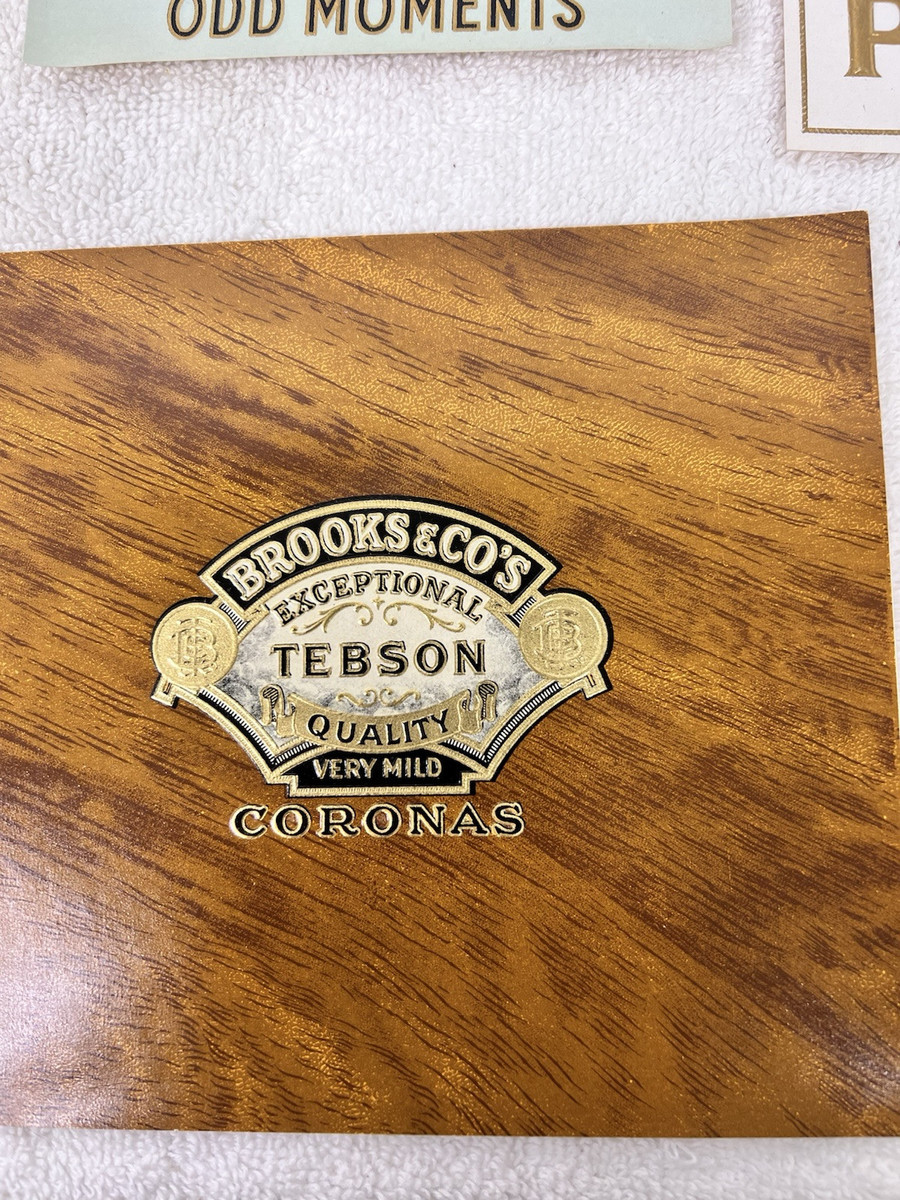 ODD MOMENTS
P
BROOKS & CO'S
EXCEPTIONAL
TEBSON
QUALITY
VERY MILD
CORONAS